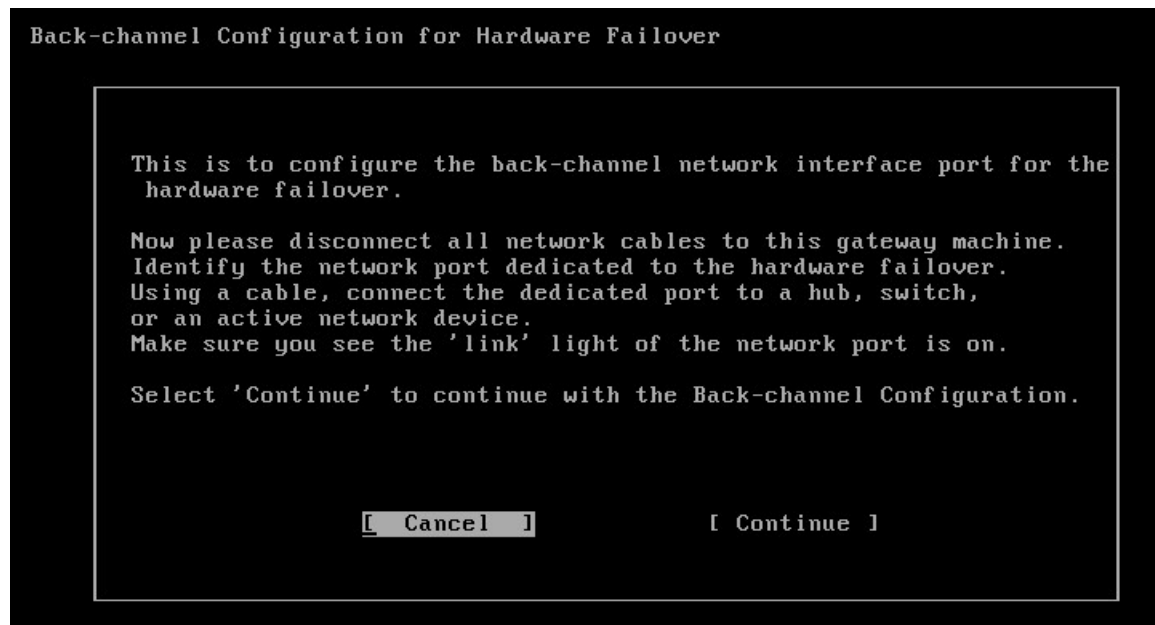 Back-channel Configuration for Hardware Failover
This is to configure the back-channel network interface port for the
hardware failover.
Now please disconnect all network cables to this gateway machine.
Identify the network port dedicated to the hardware failover.
Using a cable, connect the dedicated port to a hub, switch,
or an active network device.
Make sure you see the 'link' light of the network port is on.
Select 'Continue' to continue with the Back-channel Configuration.
[ Cancel ] [ Continue ]